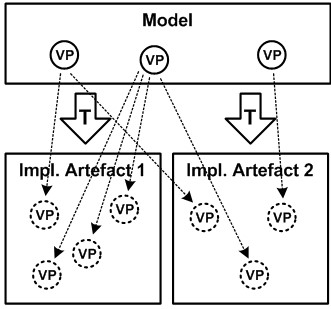 Model
VP VP VP
T T
Impl. Artefact 1 Impl. Artefact 2
VP VP VP VP
VP
VP VP